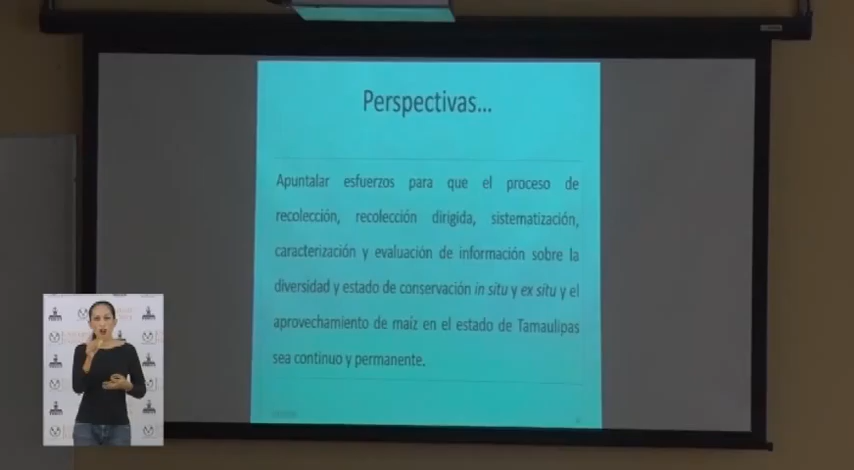 Perspectivas...
Apuntalar esfuerzos para que el proceso de
recolección, recolección dirigida, sistematización,
caracterización y evaluación de información sobre la
diversidad y estado de conservación in situ y ex situ y el
aprovechamiento de maíz en el estado de Tamaulipas
sea continuo y permanente.